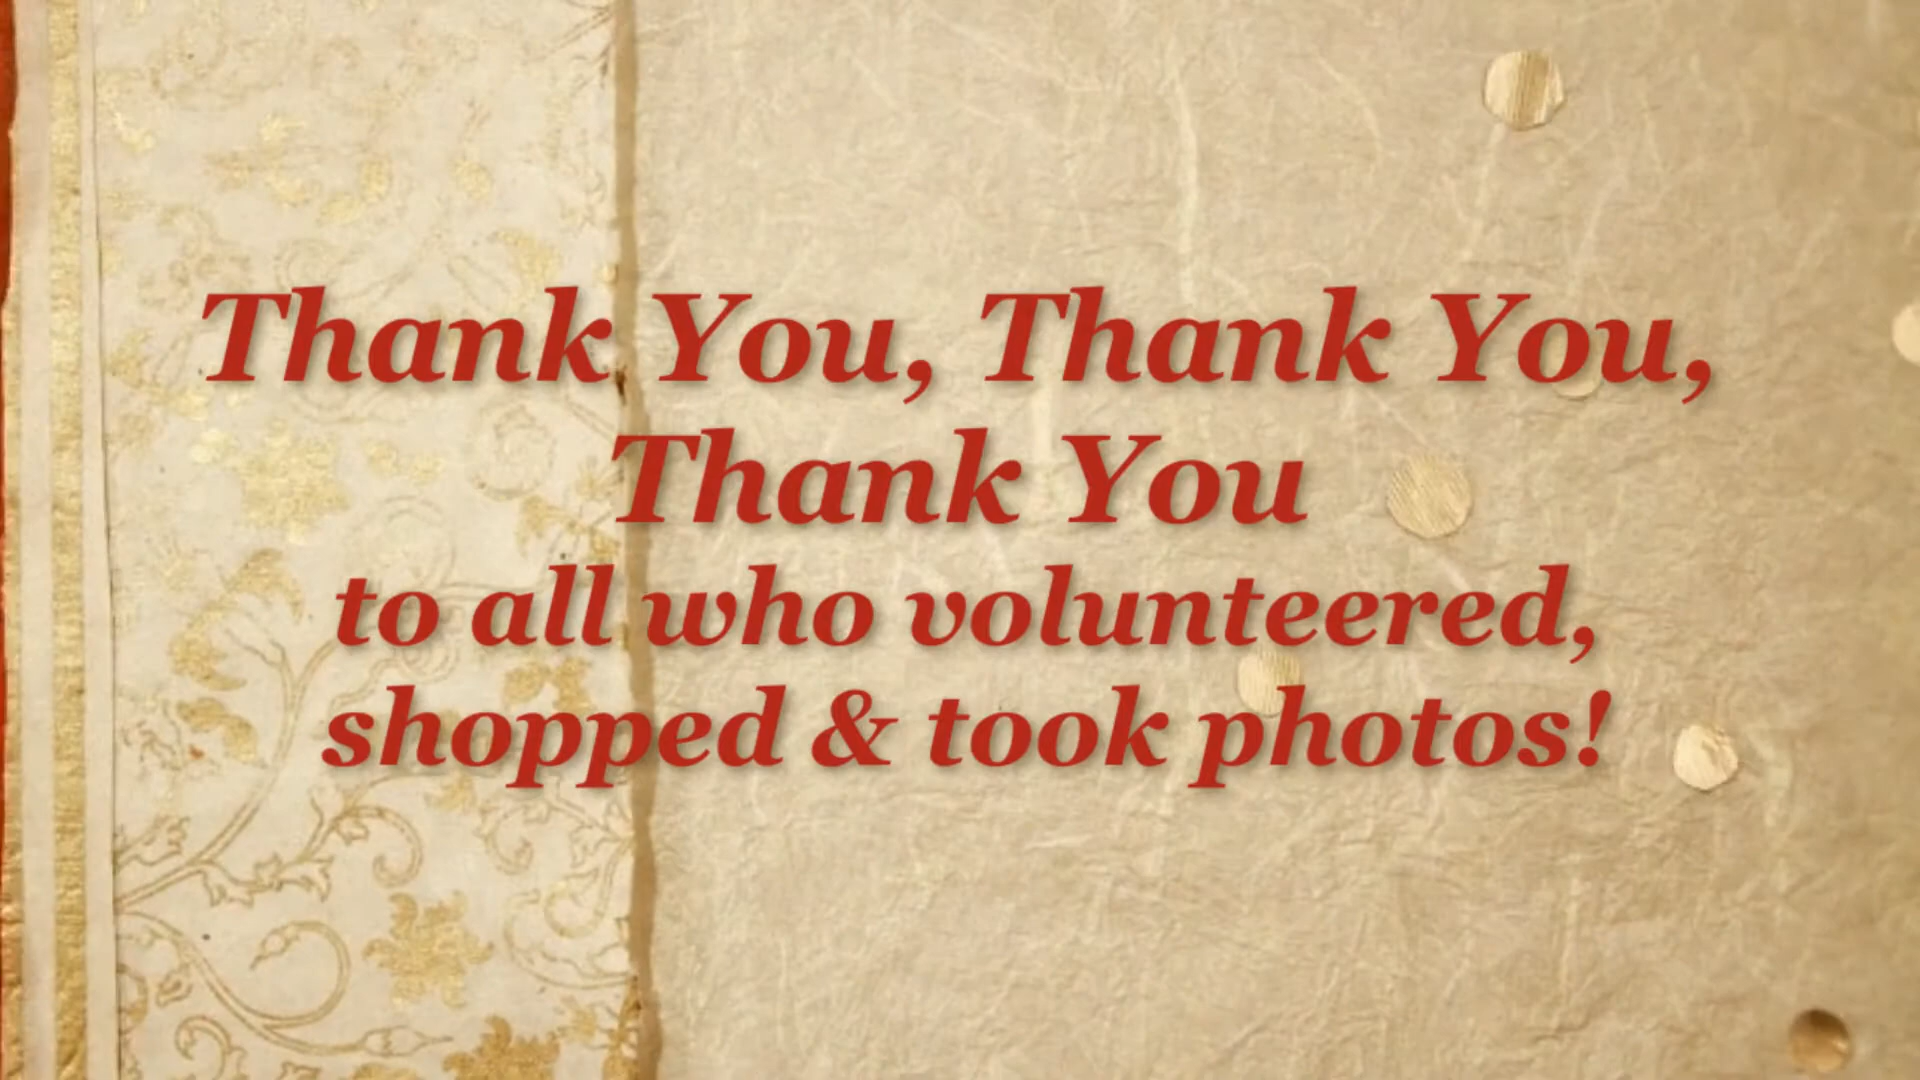 Thank You, Thank You,
Thank You
to all who volunteered,
shopped & took photos!